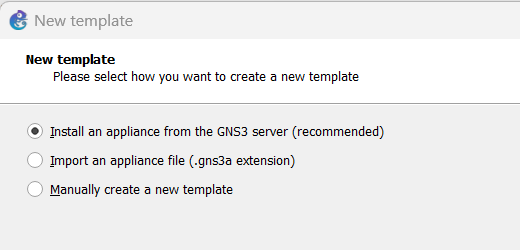 New template
New template
Please select how you want to create a new template
Install an appliance from the GNS3 server (recommended)
Import an appliance file (.gns3a extension)
Manually create a new template